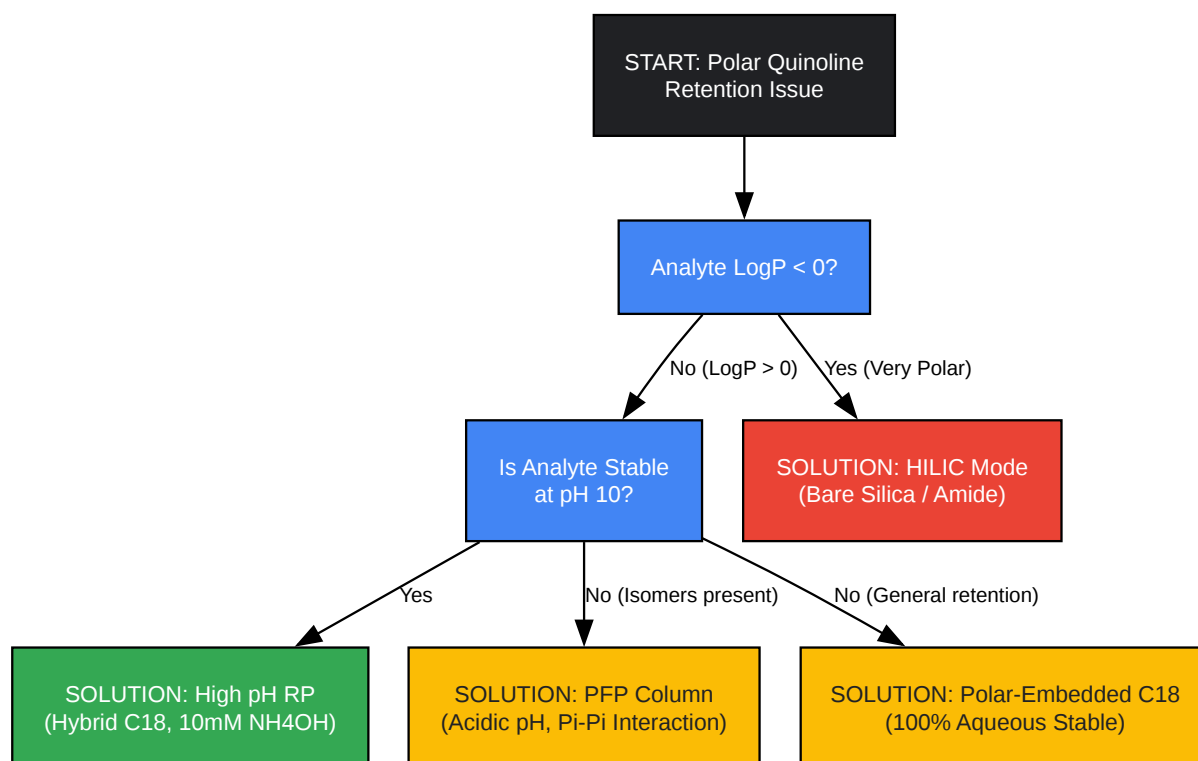 START: Polar Quinoline
Retention Issue
Analyte LogP < 0?
No (LogP > 0)
Yes (Very Polar)
Is Analyte Stable
at pH 10?
SOLUTION: HILIC Mode
(Bare Silica / Amide)
Yes
No (Isomers present)
No (General retention)
SOLUTION: High pH RP
(Hybrid C18, 10mM NH4OH)
SOLUTION: PFP Column
(Acidic pH, Pi-Pi Interaction)
SOLUTION: Polar-Embedded C18
(100% Aqueous Stable)